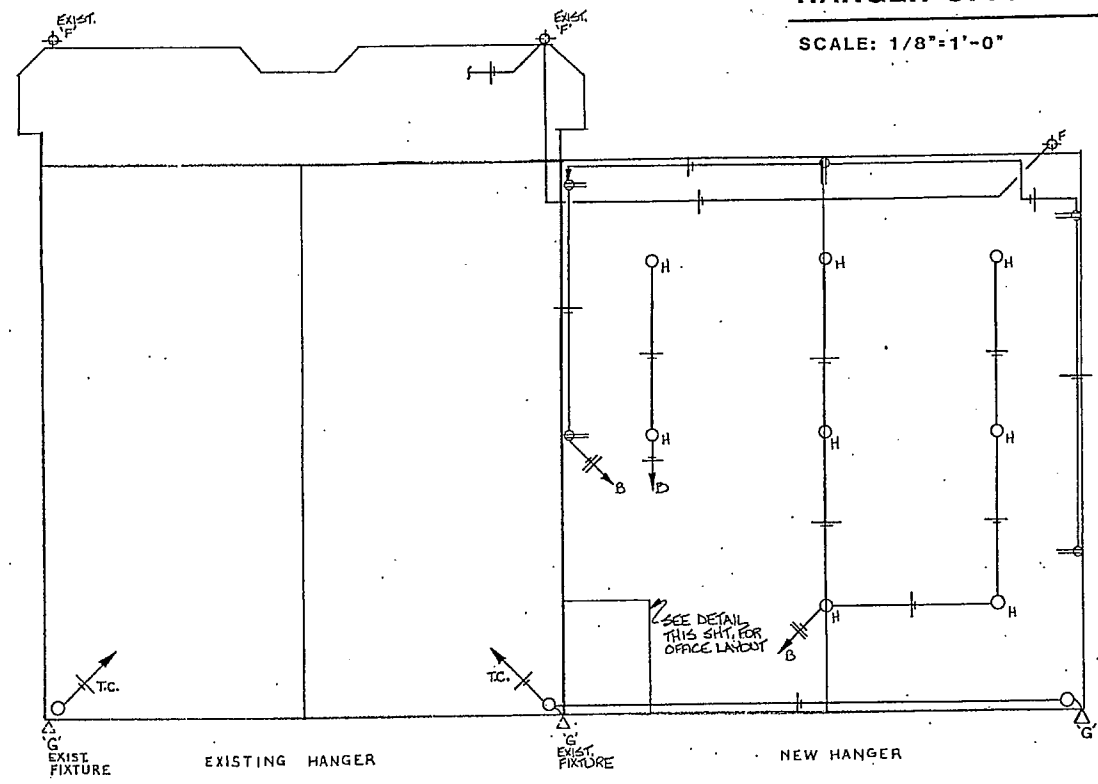 SCALE: 1/8"=1'-0"
EXIST.
'F'
EXIST.
'F'
F
H
H
H
H
H
H
B
B
SEE DETAIL
THIS SHT. FOR
OFFICE LAYOUT
H
H
B
T.C.
T.C.
'G'
EXIST.
FIXTURE
EXISTING HANGER
'G'
EXIST.
FIXTURE
NEW HANGER
'G'